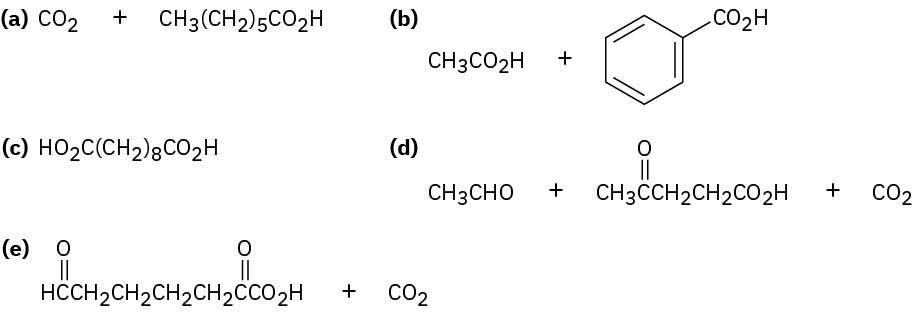 (a) CO₂ + CH₃(CH₂)₅CO₂H
(b) CH₃CO₂H + CO₂H
(c) HO₂C(CH₂)₈CO₂H
(d) O
CH₃CHO + CH₃CCH₂CH₂CO₂H + CO₂
(e) O O
HCCH₂CH₂CH₂CH₂CCO₂H + CO₂